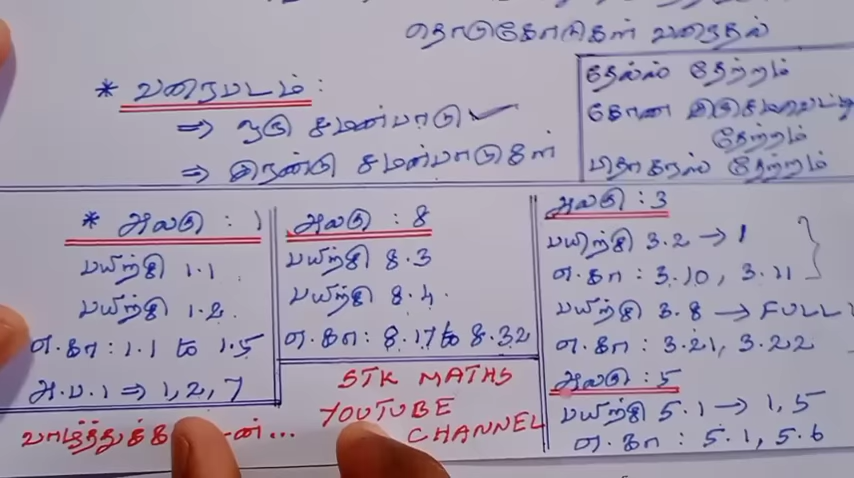 தொடுகோடுகள் வரைதல்
* வரைபடம் :
⇒ ஒரு சமன்பாடு ✓
⇒ இரண்டு சமன்பாடுகள்
தேல்ஸ் தேற்றம்
கோண இருசமவெட்டி
தேற்றம்
பிதாகரஸ் தேற்றம்
* அலகு : 1
பயிற்சி 1.1
பயிற்சி 1.2
எ.கா : 1.1 to 1.5
அ.ப.1 ⇒ 1, 2, 7
அலகு : 8
பயிற்சி 8.3
பயிற்சி 8.4
எ.கா : 8.17 to 8.32
அலகு : 3
பயிற்சி 3.2 → 1
எ.கா : 3.10, 3.11
பயிற்சி 3.8 → FULL
எ.கா : 3.21, 3.22
அலகு : 5
பயிற்சி 5.1 → 1, 5
எ.கா : 5.1, 5.6
STK MATHS
YOUTUBE
CHANNEL